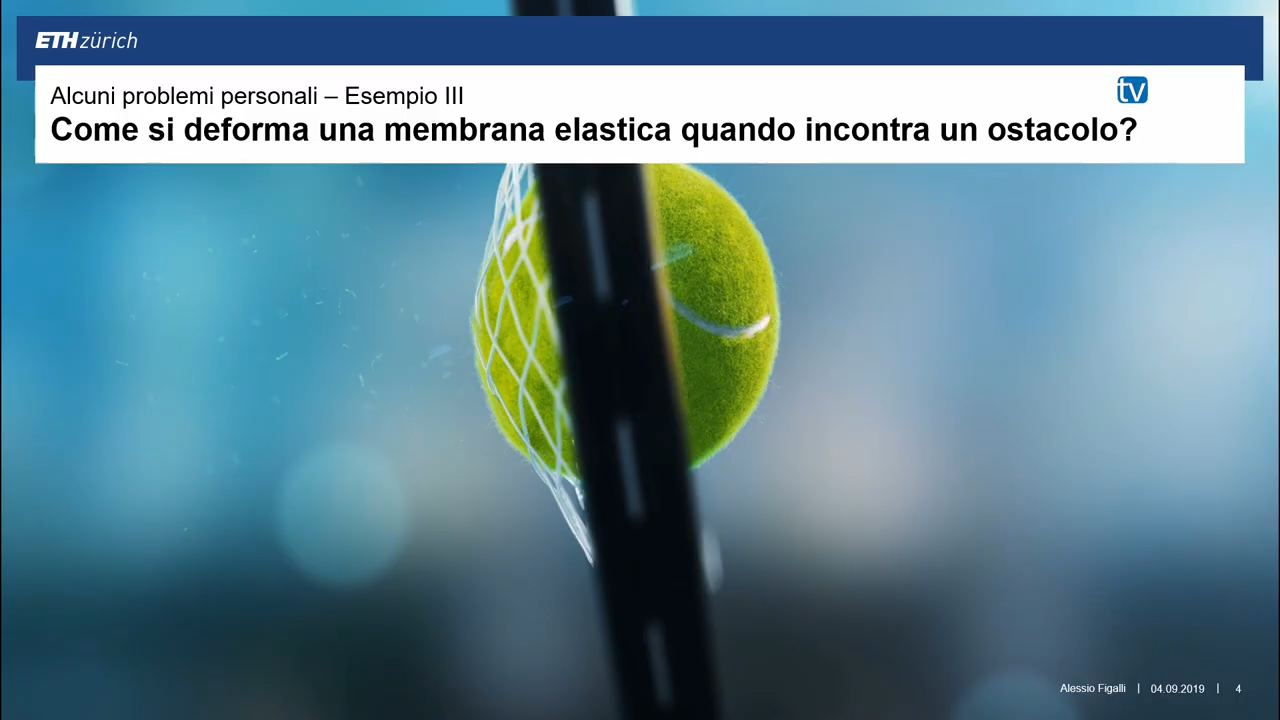 ETH zürich
Alcuni problemi personali – Esempio III
tv
Come si deforma una membrana elastica quando incontra un ostacolo?
Alessio Figalli | 04.09.2019 | 4